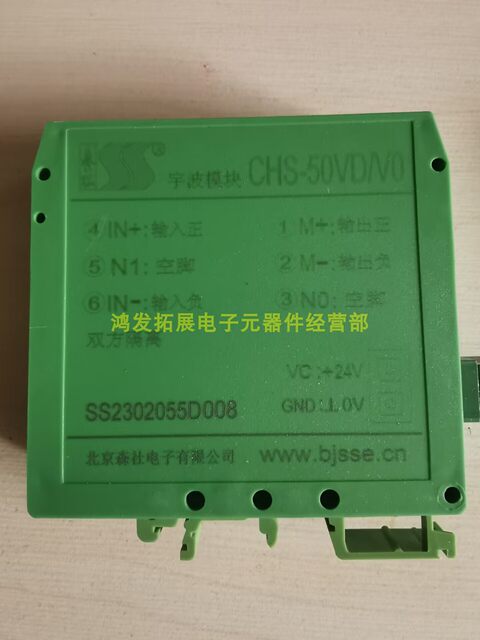 SS®
宇波模块 CHS-50VD/V0
④ IN+:输入正 ① M+:输出正
⑤ N1:空脚 ② M-:输出负
⑥ IN-:输入负 ③ N0:空脚
鸿发拓展电子元器件经营部
双方隔离
VC:+24V
SS2302055D008 GND:⊥0V
北京森社电子有限公司 www.bjsse.cn